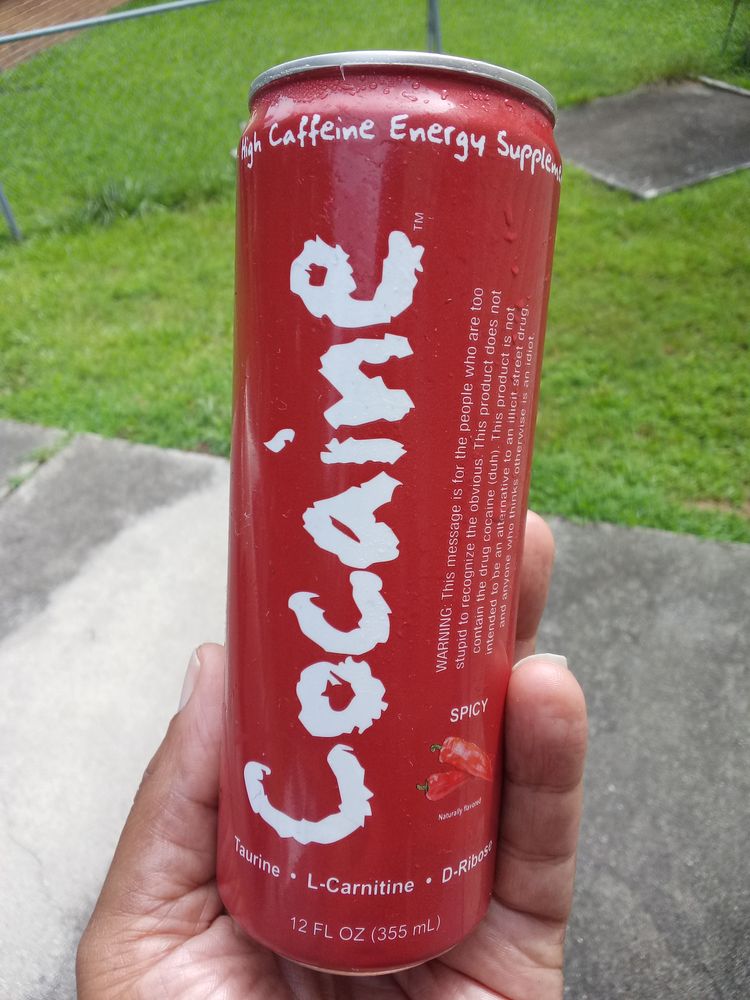 High Caffeine Energy Supplem
Cocaine™
WARNING: This message is for the people who are too
stupid to recognize the obvious. This product does not
contain the drug cocaine (duh). This product is not
intended to be an alternative to an illicit street drug,
and anyone who thinks otherwise is an idiot.
SPICY
Naturally flavored
Taurine • L-Carnitine • D-Ribose
12 FL OZ (355 mL)